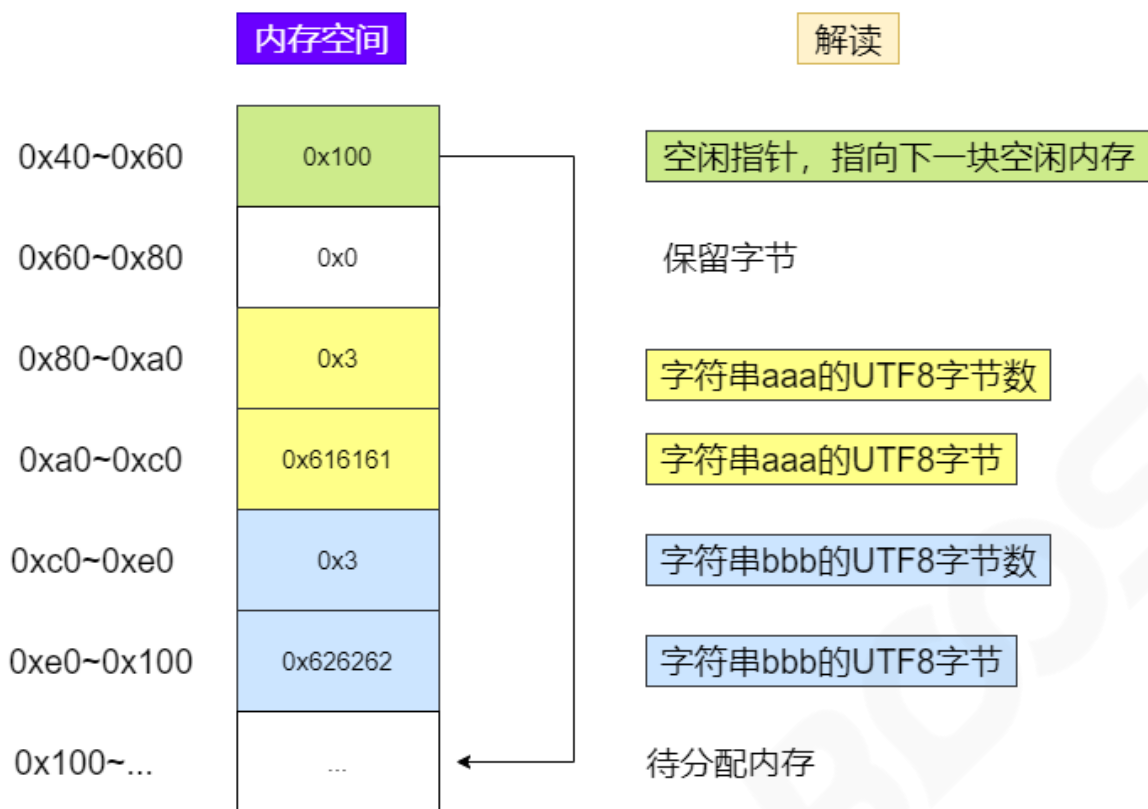 内存空间 解读
0x40~0x60 0x100 空闲指针，指向下一块空闲内存
0x60~0x80 0x0 保留字节
0x80~0xa0 0x3 字符串aaa的UTF8字节数
0xa0~0xc0 0x616161 字符串aaa的UTF8字节
0xc0~0xe0 0x3 字符串bbb的UTF8字节数
0xe0~0x100 0x626262 字符串bbb的UTF8字节
0x100~... ... 待分配内存